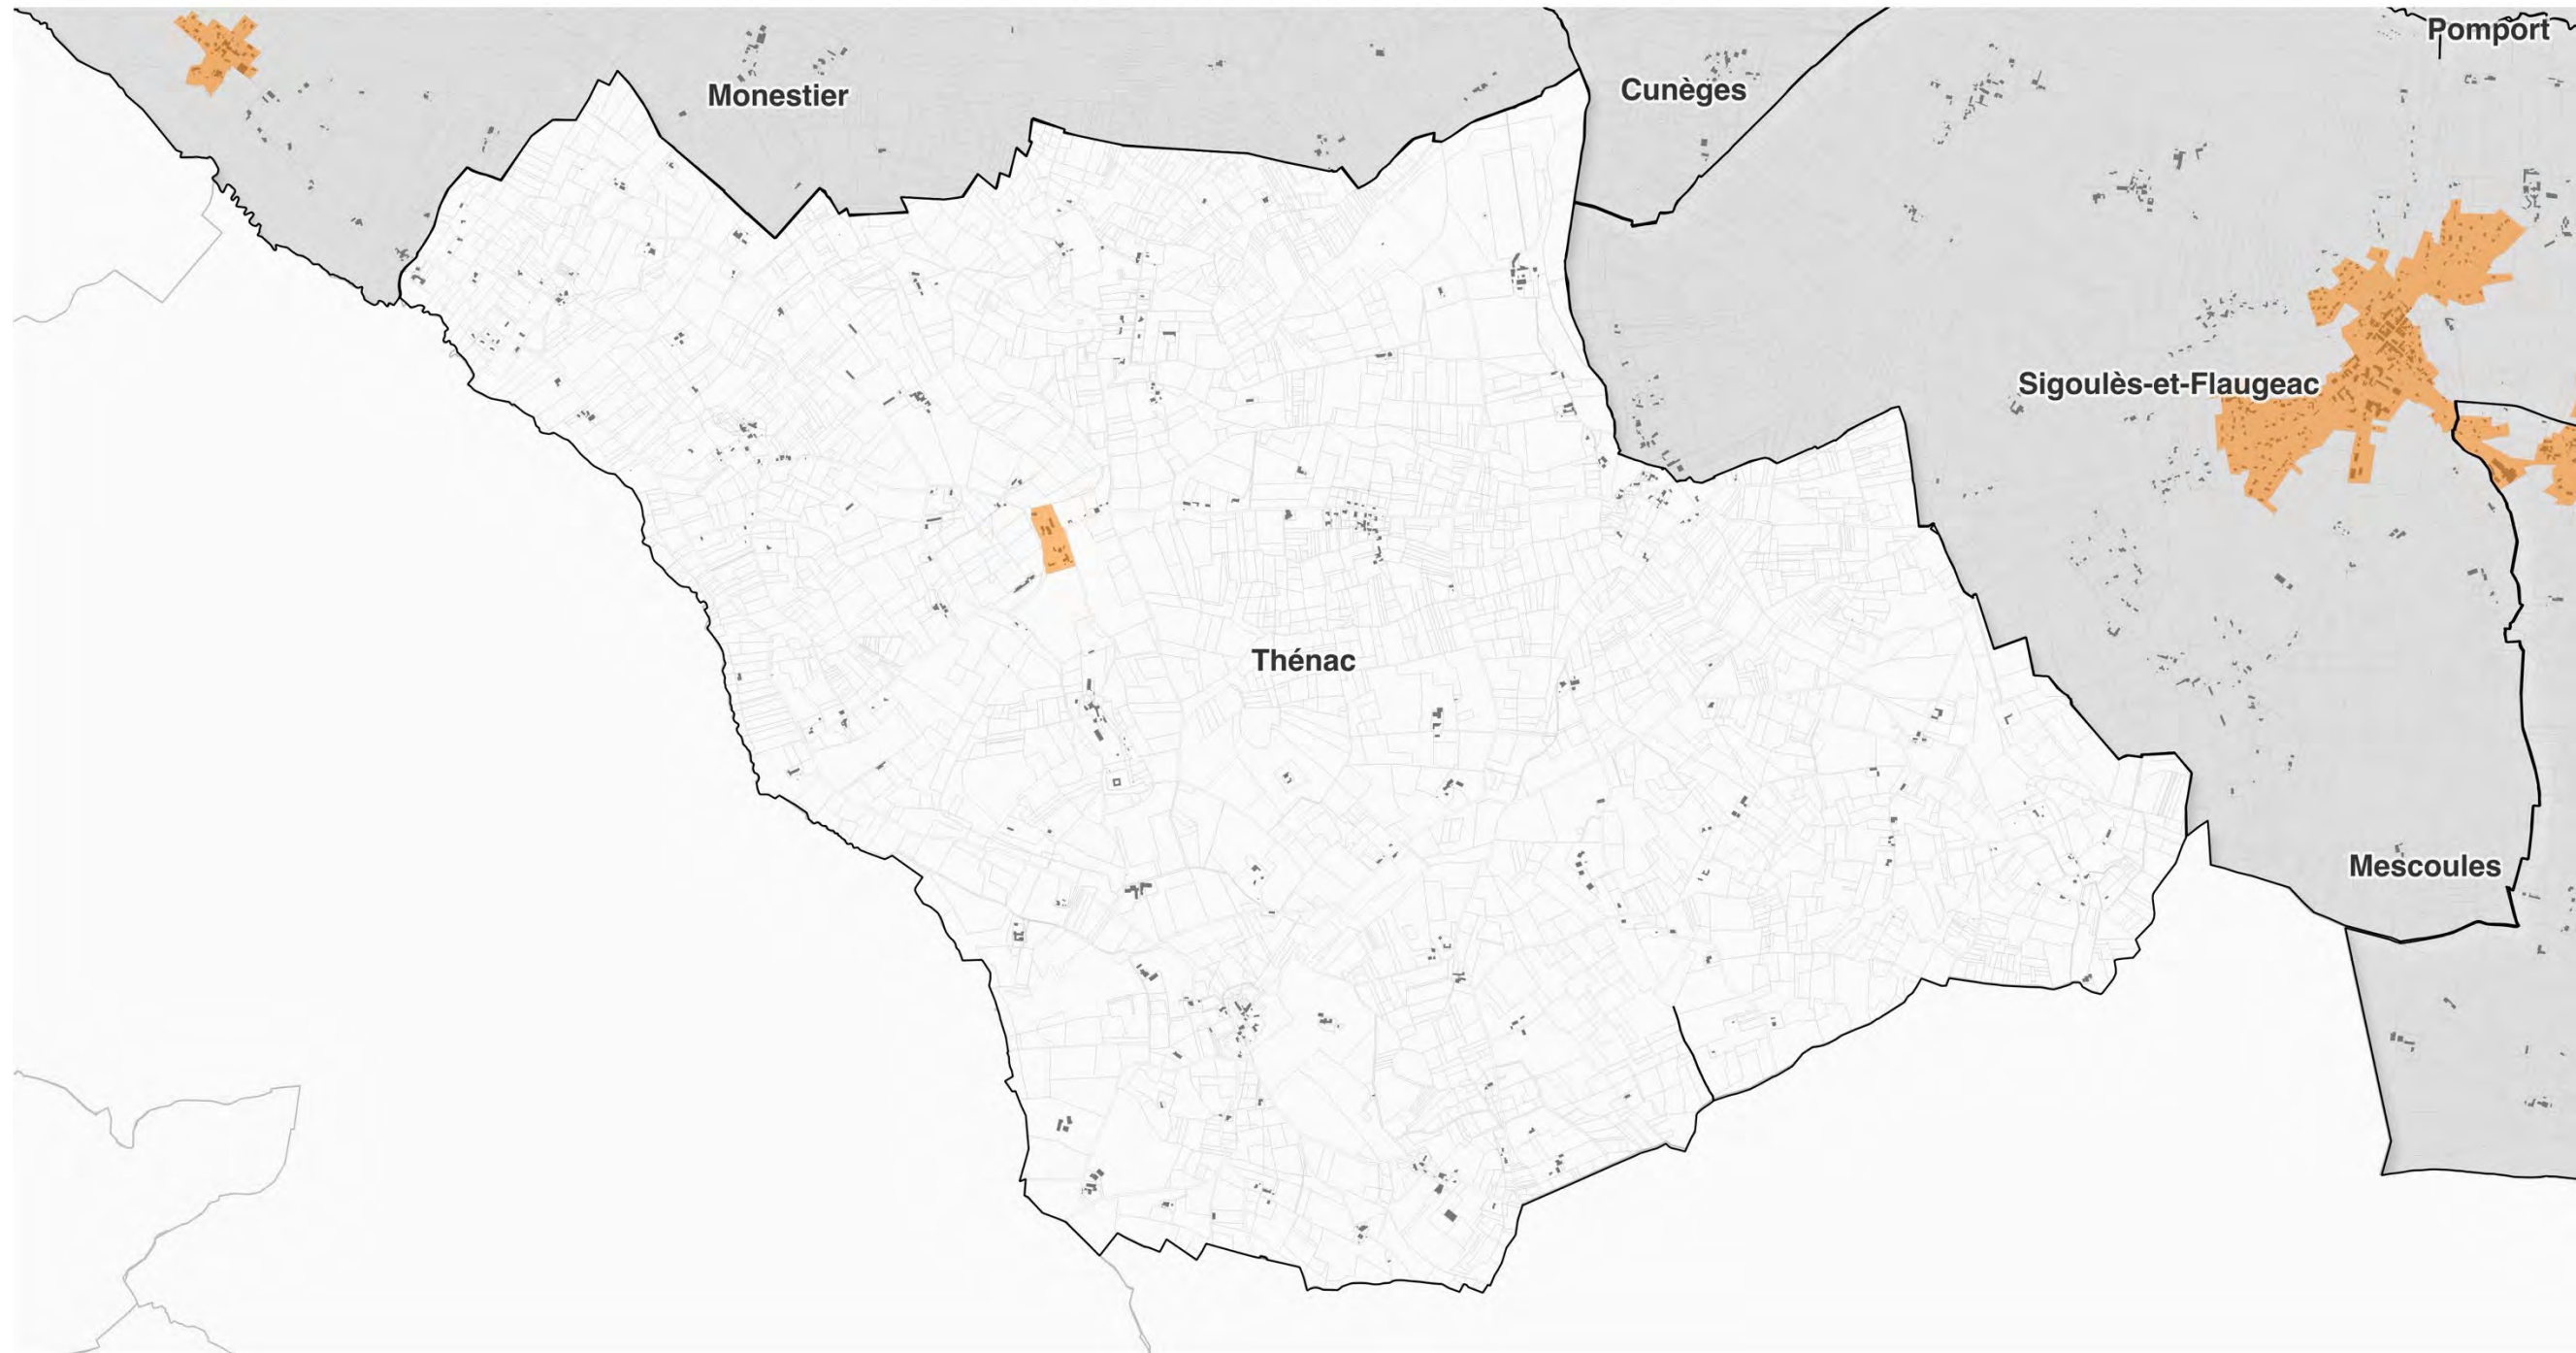 Pomport
Monestier
Cunèges
Sigoulès-et-Flaugeac
Thénac
Mescoules